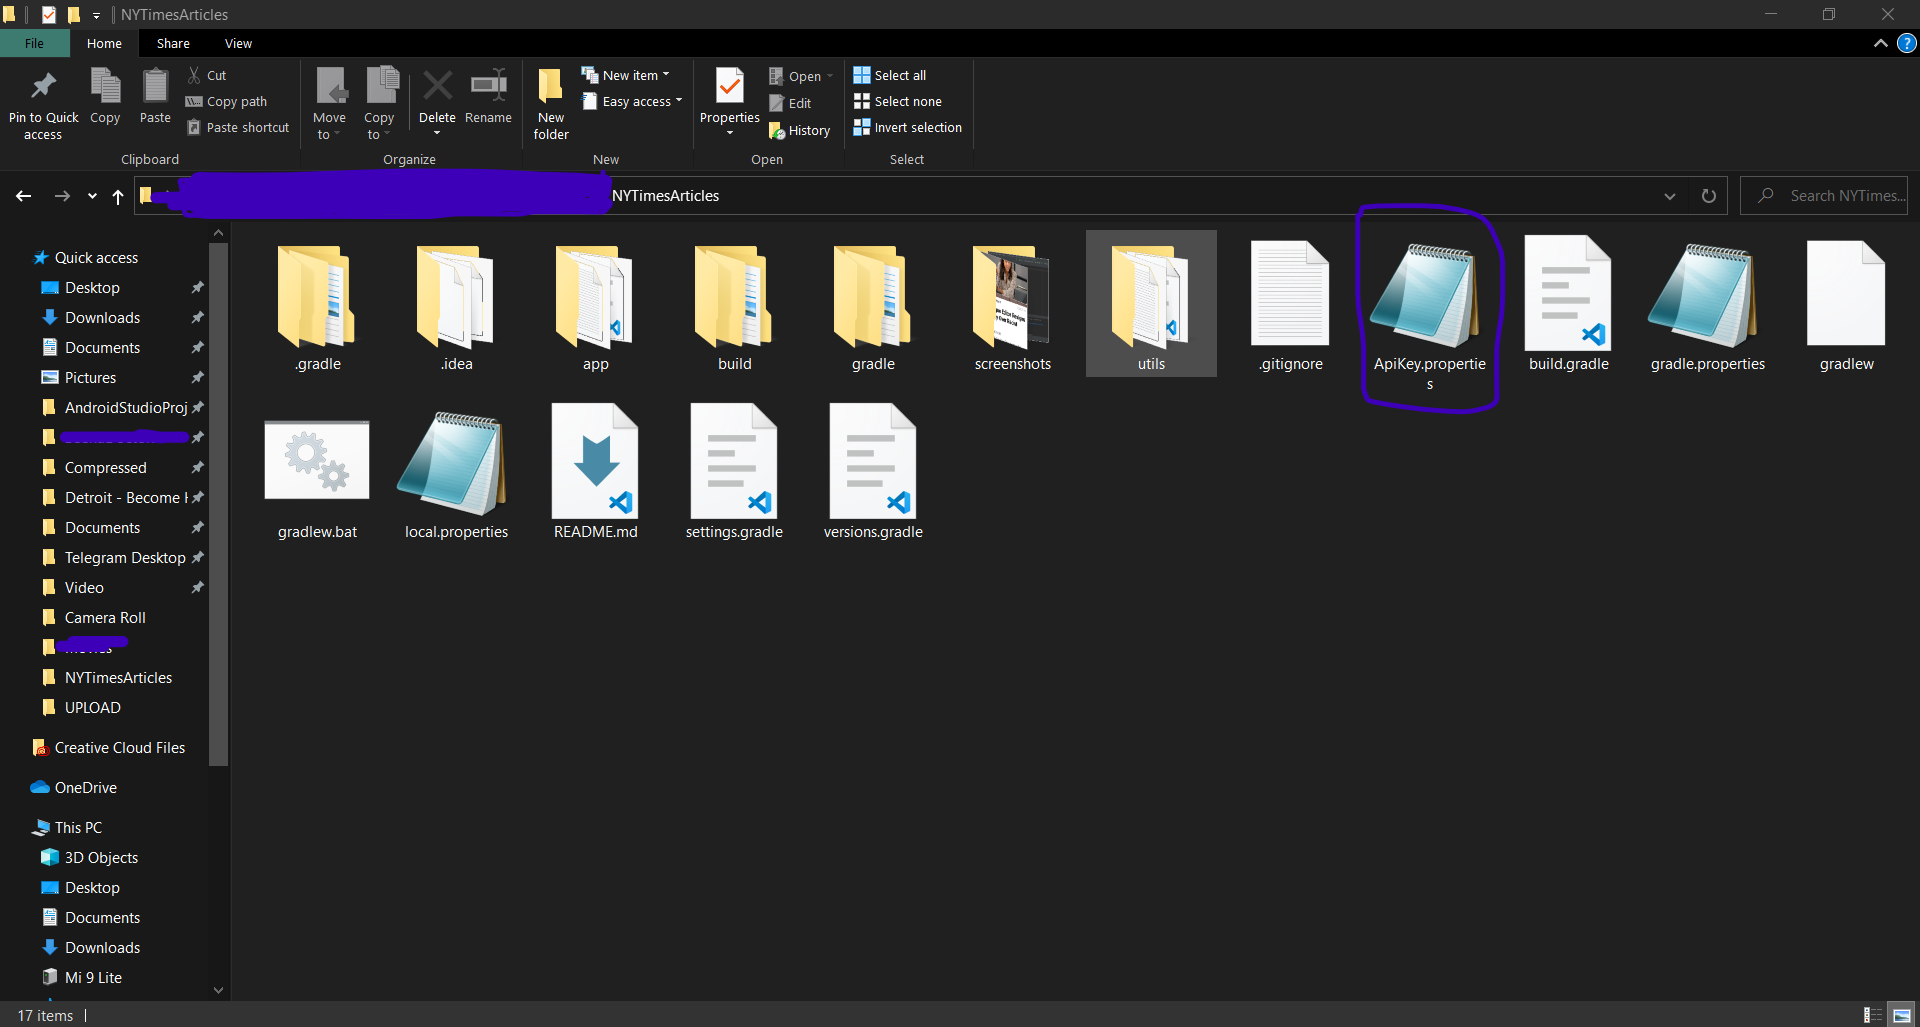 NYTimesArticles
File
Home
Share
View
Pin to Quick
access
Copy
Paste
Cut
Copy path
Paste shortcut
Clipboard
Move
to
Copy
to
Delete
Rename
Organize
New
folder
New item
Easy access
New
Properties
Open
Edit
History
Open
Select all
Select none
Invert selection
Select
NYTimesArticles
Search NYTimes...
Quick access
Desktop
Downloads
Documents
Pictures
AndroidStudioProj
Compressed
Detroit - Become H
Documents
Telegram Desktop
Video
Camera Roll
NYTimesArticles
UPLOAD
Creative Cloud Files
OneDrive
This PC
3D Objects
Desktop
Documents
Downloads
Mi 9 Lite
.gradle
.idea
app
build
gradle
screenshots
utils
.gitignore
ApiKey.propertie
s
build.gradle
gradle.properties
gradlew
gradlew.bat
local.properties
README.md
settings.gradle
versions.gradle
17 items